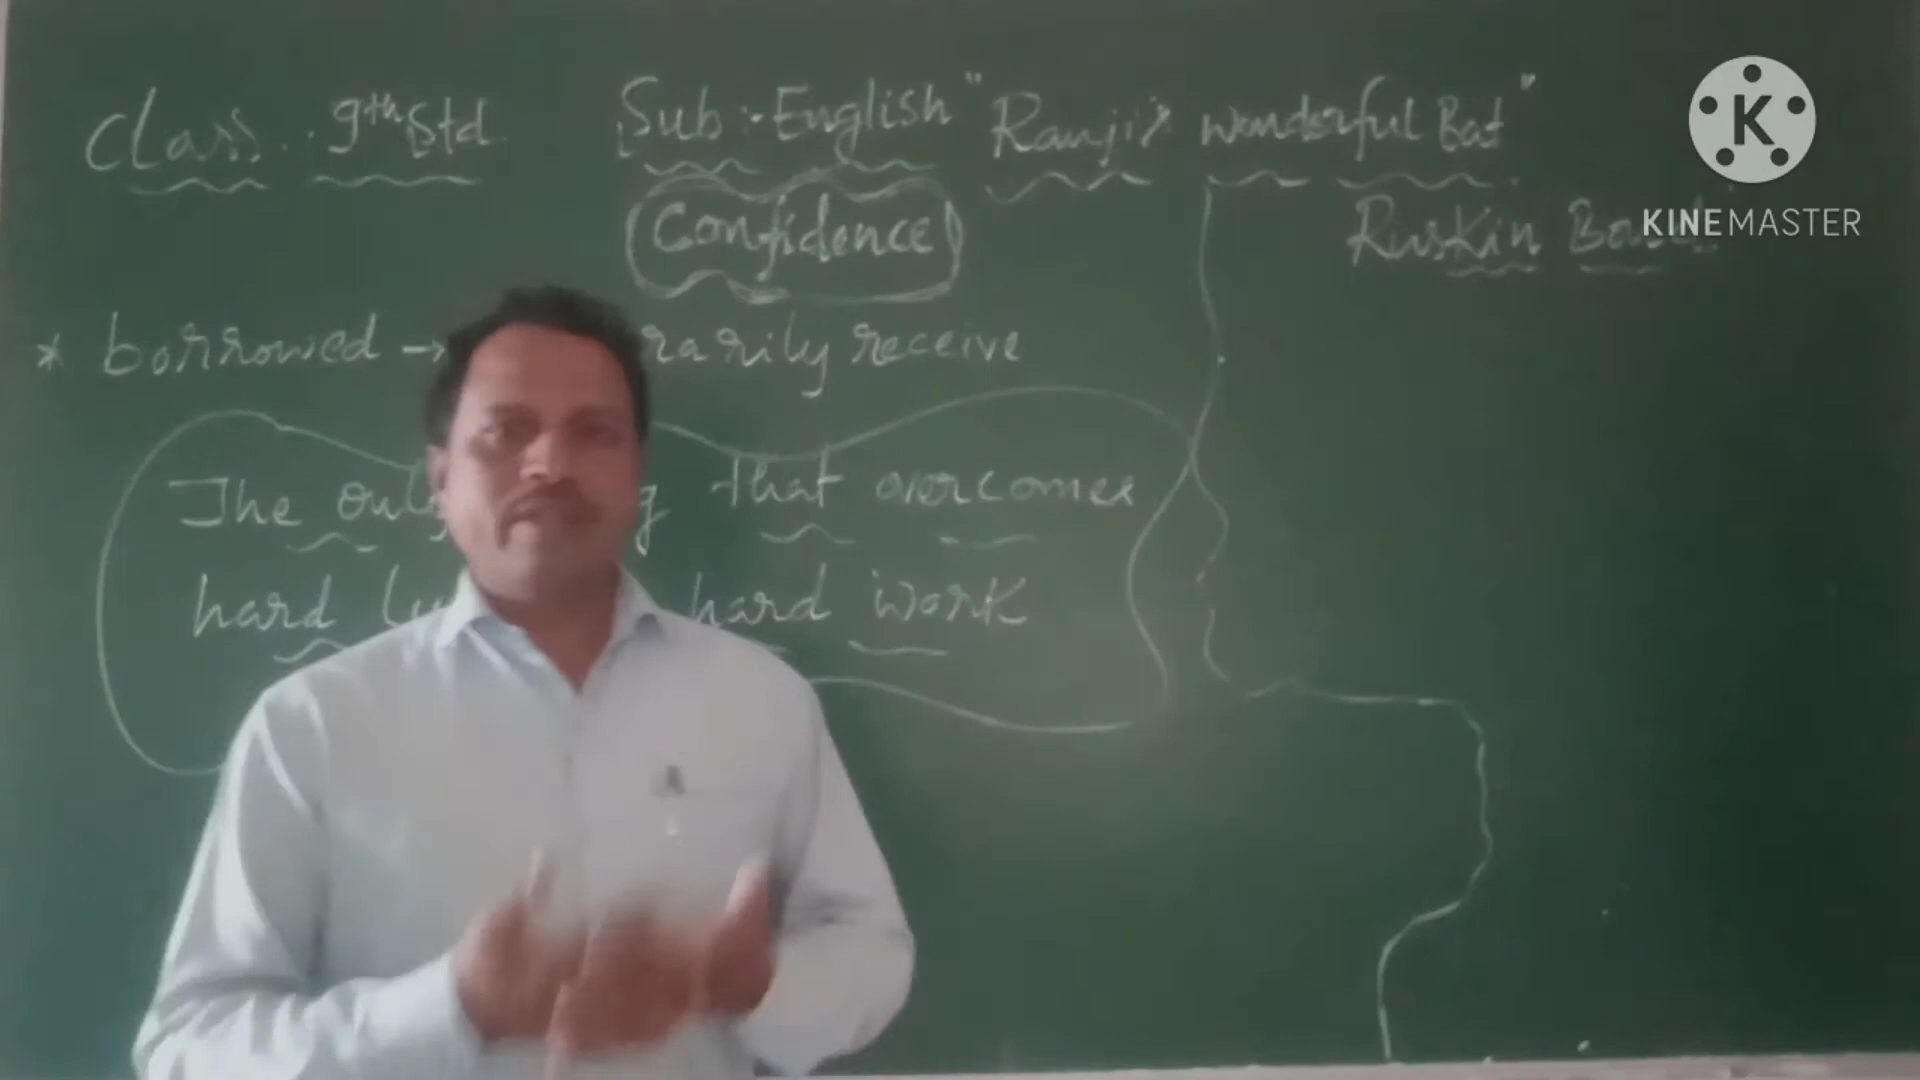 Class. 9th Std Sub:-English "Ranji's wonderful Bat"
Confidence
Ruskin
* borrowed → rarily receive
The that overcomes
hard hard work
K
KINEMASTER